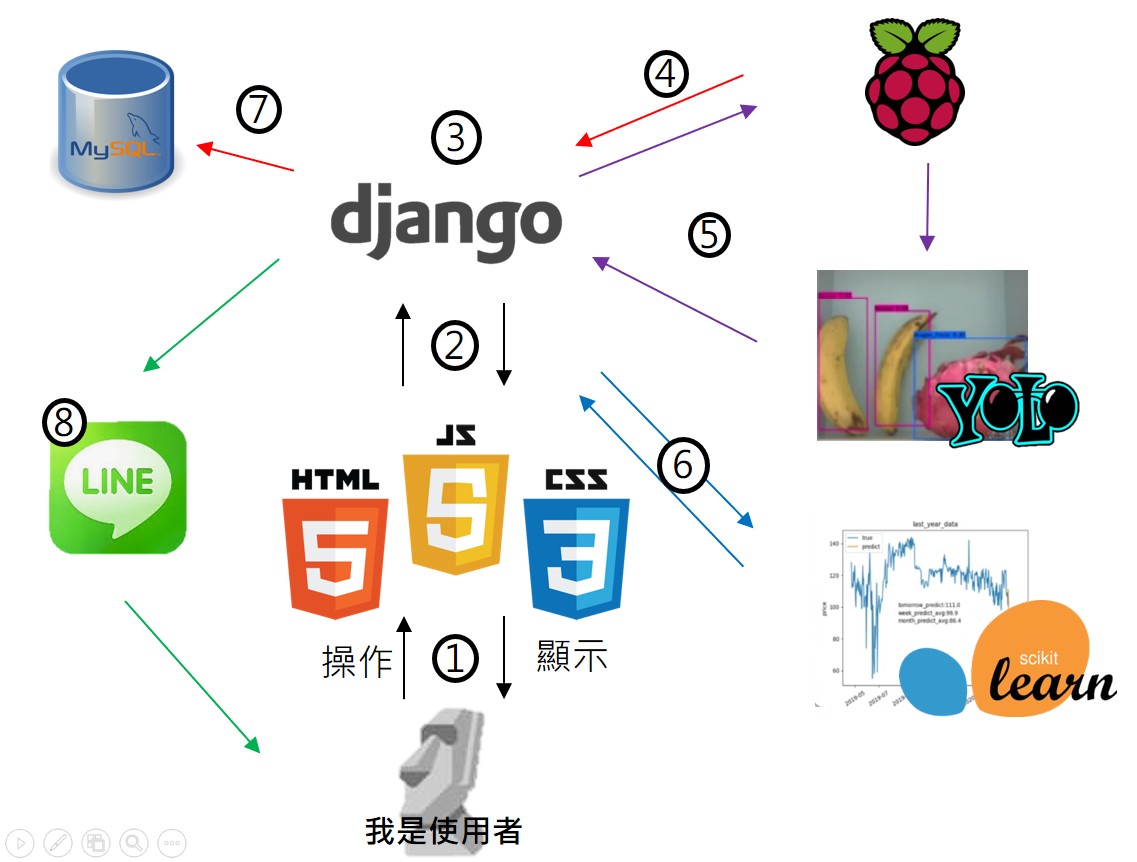 ④
⑦
③
MySQL
django
⑤
②
⑧
LINE
JS
5
HTML
5
CSS
3
YOLO
⑥
last_year_data
true
predict
140
120
100
80
60
price
tomorrow_predict:111.0
week_predict_avg:98.9
month_predict_avg:86.4
2019-05
2019-07
scikit
learn
操作
①
顯示
我是使用者